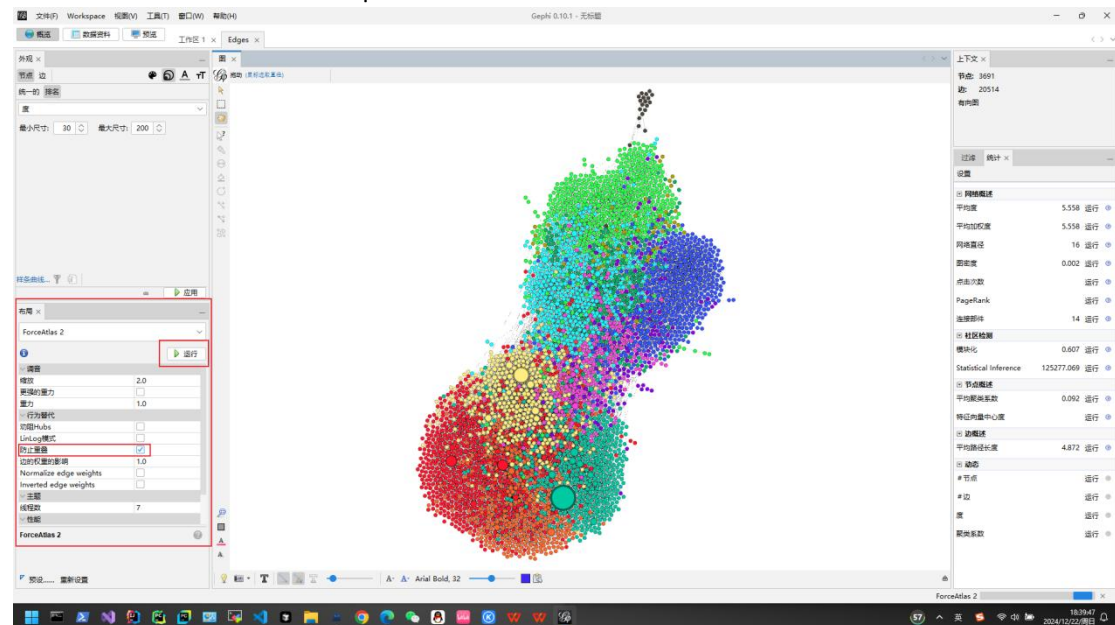 文件(F) Workspace 视图(V) 工具(T) 窗口(W) 帮助(H)
Gephi 0.10.1 - 无标题
概览 数据资料 预览 工作区 1 × Edges ×
外观 ×
节点 边
统一的 排名
度
最小尺寸: 30 最大尺寸: 200
样条曲线...
应用
布局 ×
ForceAtlas 2
运行
调音
缩放 2.0
更强的重力
重力 1.0
行为替代
劝阻Hubs
LinLog模式
防止重叠
边的权重的影响 1.0
Normalize edge weights
Inverted edge weights
主题
线程数 7
性能
ForceAtlas 2
预设...... 重新设置
图 ×
拖动
T A- A- Arial Bold, 32
上下文 ×
节点: 3691
边: 20514
有向图
过滤 统计 ×
设置
网络概述
平均度 5.558 运行
平均加权度 5.558 运行
网络直径 16 运行
图密度 0.002 运行
点击次数 运行
PageRank 运行
连接部件 14 运行
社区检测
模块化 0.607 运行
Statistical Inference 125277.069 运行
节点概述
平均聚类系数 0.092 运行
特征向量中心度 运行
边概述
平均路径长度 4.872 运行
动态
#节点 运行
#边 运行
度 运行
聚类系数 运行
ForceAtlas 2
57 英 18:39:47
2024/12/22/周日